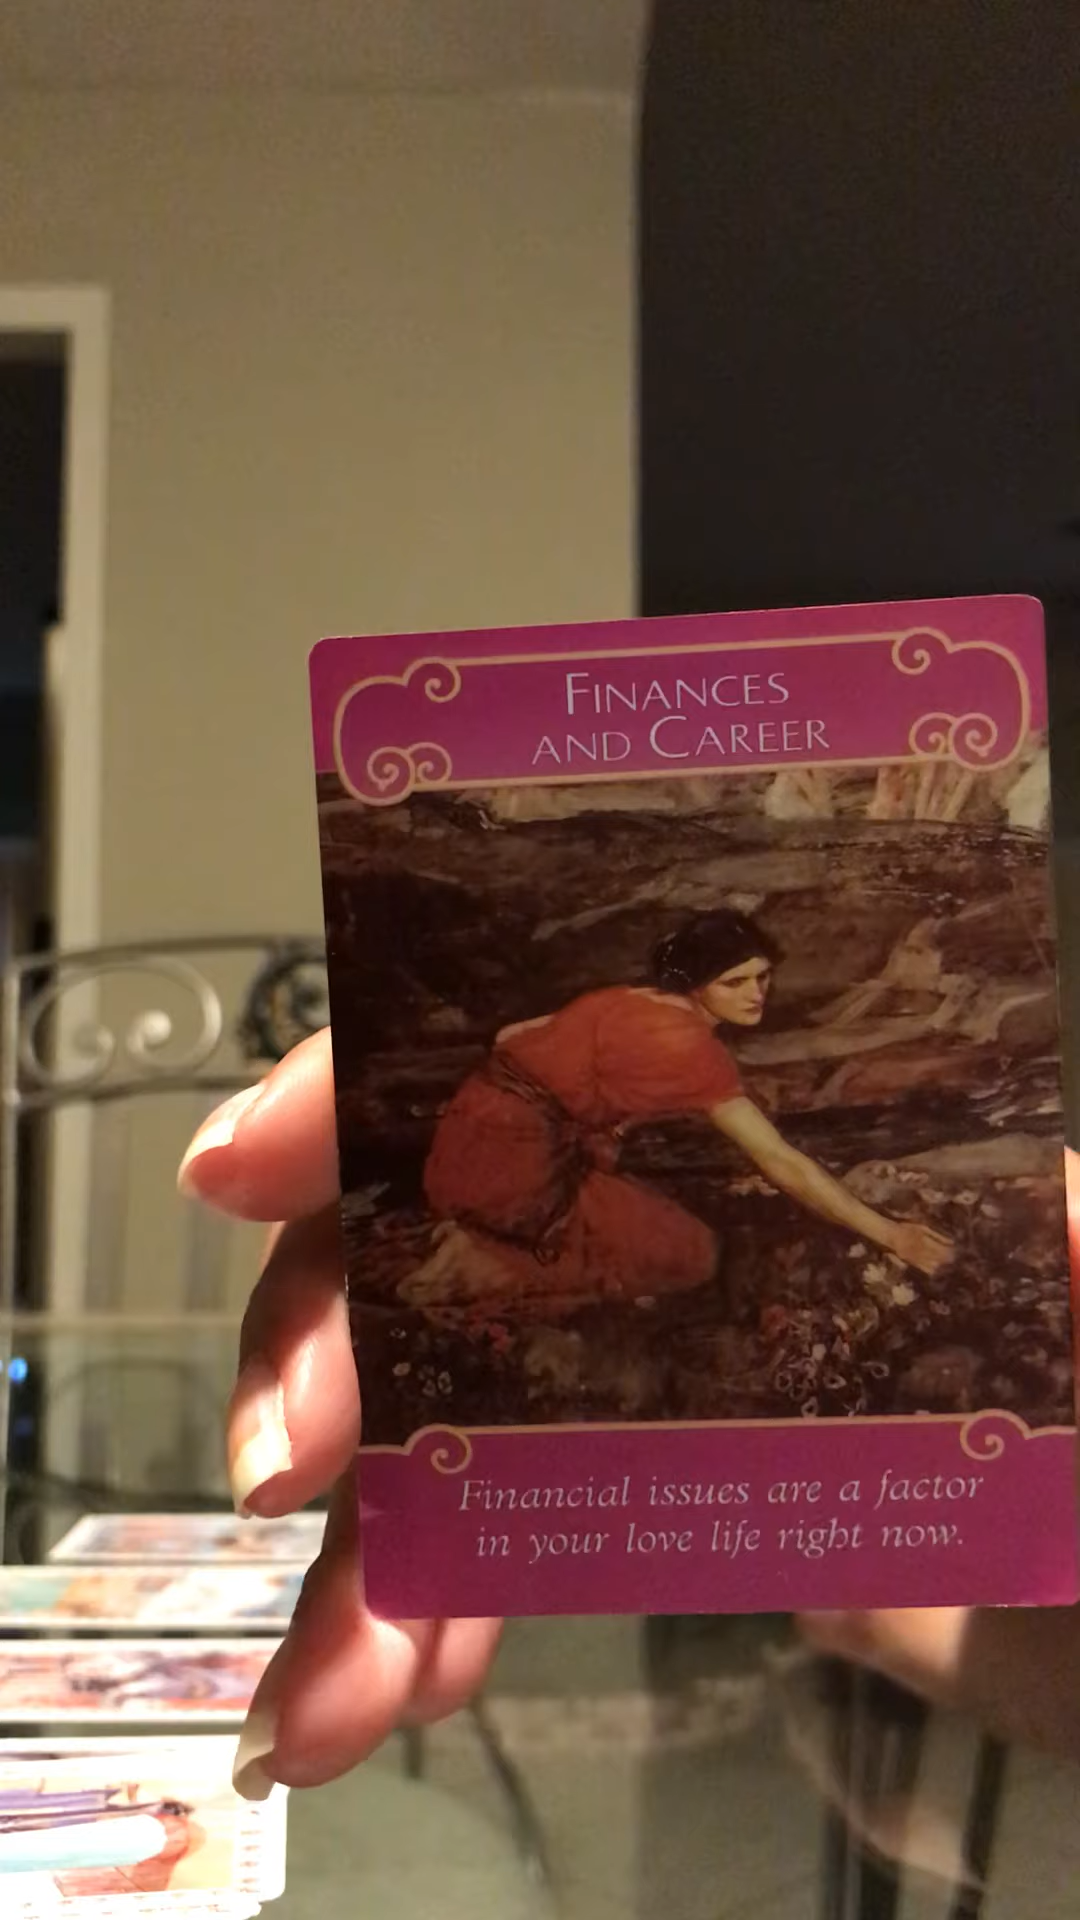 FINANCES
AND CAREER
Financial issues are a factor
in your love life right now.